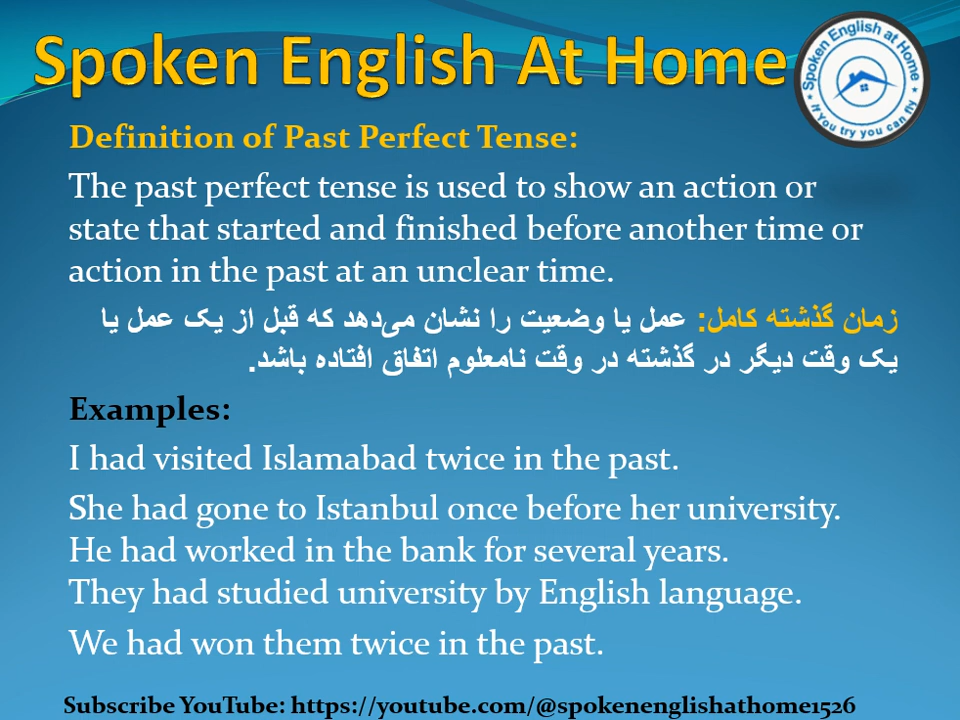 Spoken English At Home
Spoken English at Home
If You try you can fly
Definition of Past Perfect Tense:
The past perfect tense is used to show an action or
state that started and finished before another time or
action in the past at an unclear time.
زمان گذشته کامل: عمل یا وضعیت را نشان می‌دهد که قبل از یک عمل یا
یک وقت دیگر در گذشته در وقت نامعلوم اتفاق افتاده باشد.
Examples:
I had visited Islamabad twice in the past.
She had gone to Istanbul once before her university.
He had worked in the bank for several years.
They had studied university by English language.
We had won them twice in the past.
Subscribe YouTube: https://youtube.com/@spokenenglishathome1526